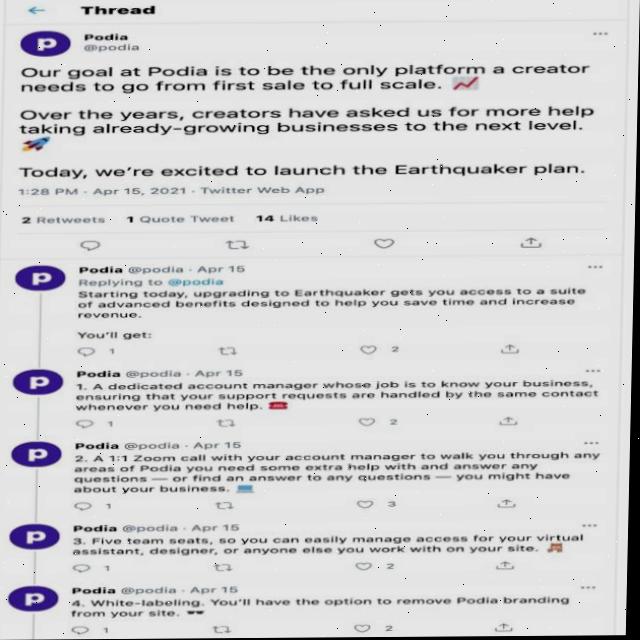 ← Thread
Podia
@podia
Our goal at Podia is to be the only platform a creator
needs to go from first sale to full scale. 📈
Over the years, creators have asked us for more help
taking already-growing businesses to the next level.
🚀
Today, we're excited to launch the Earthquaker plan.
1:28 PM · Apr 15, 2021 · Twitter Web App
2 Retweets 1 Quote Tweet 14 Likes
Podia @podia · Apr 15
Replying to @podia
Starting today, upgrading to Earthquaker gets you access to a suite
of advanced benefits designed to help you save time and increase
revenue.
You'll get:
1 2
Podia @podia · Apr 15
1. A dedicated account manager whose job is to know your business,
ensuring that your support requests are handled by the same contact
whenever you need help. ☎️
1 2
Podia @podia · Apr 15
2. A 1:1 Zoom call with your account manager to walk you through any
areas of Podia you need some extra help with and answer any
questions — or find an answer to any questions — you might have
about your business. 💻
1 3
Podia @podia · Apr 15
3. Five team seats, so you can easily manage access for your virtual
assistant, designer, or anyone else you work with on your site.
1 2
Podia @podia · Apr 15
4. White-labeling. You'll have the option to remove Podia branding
from your site. 🕶️
1 2